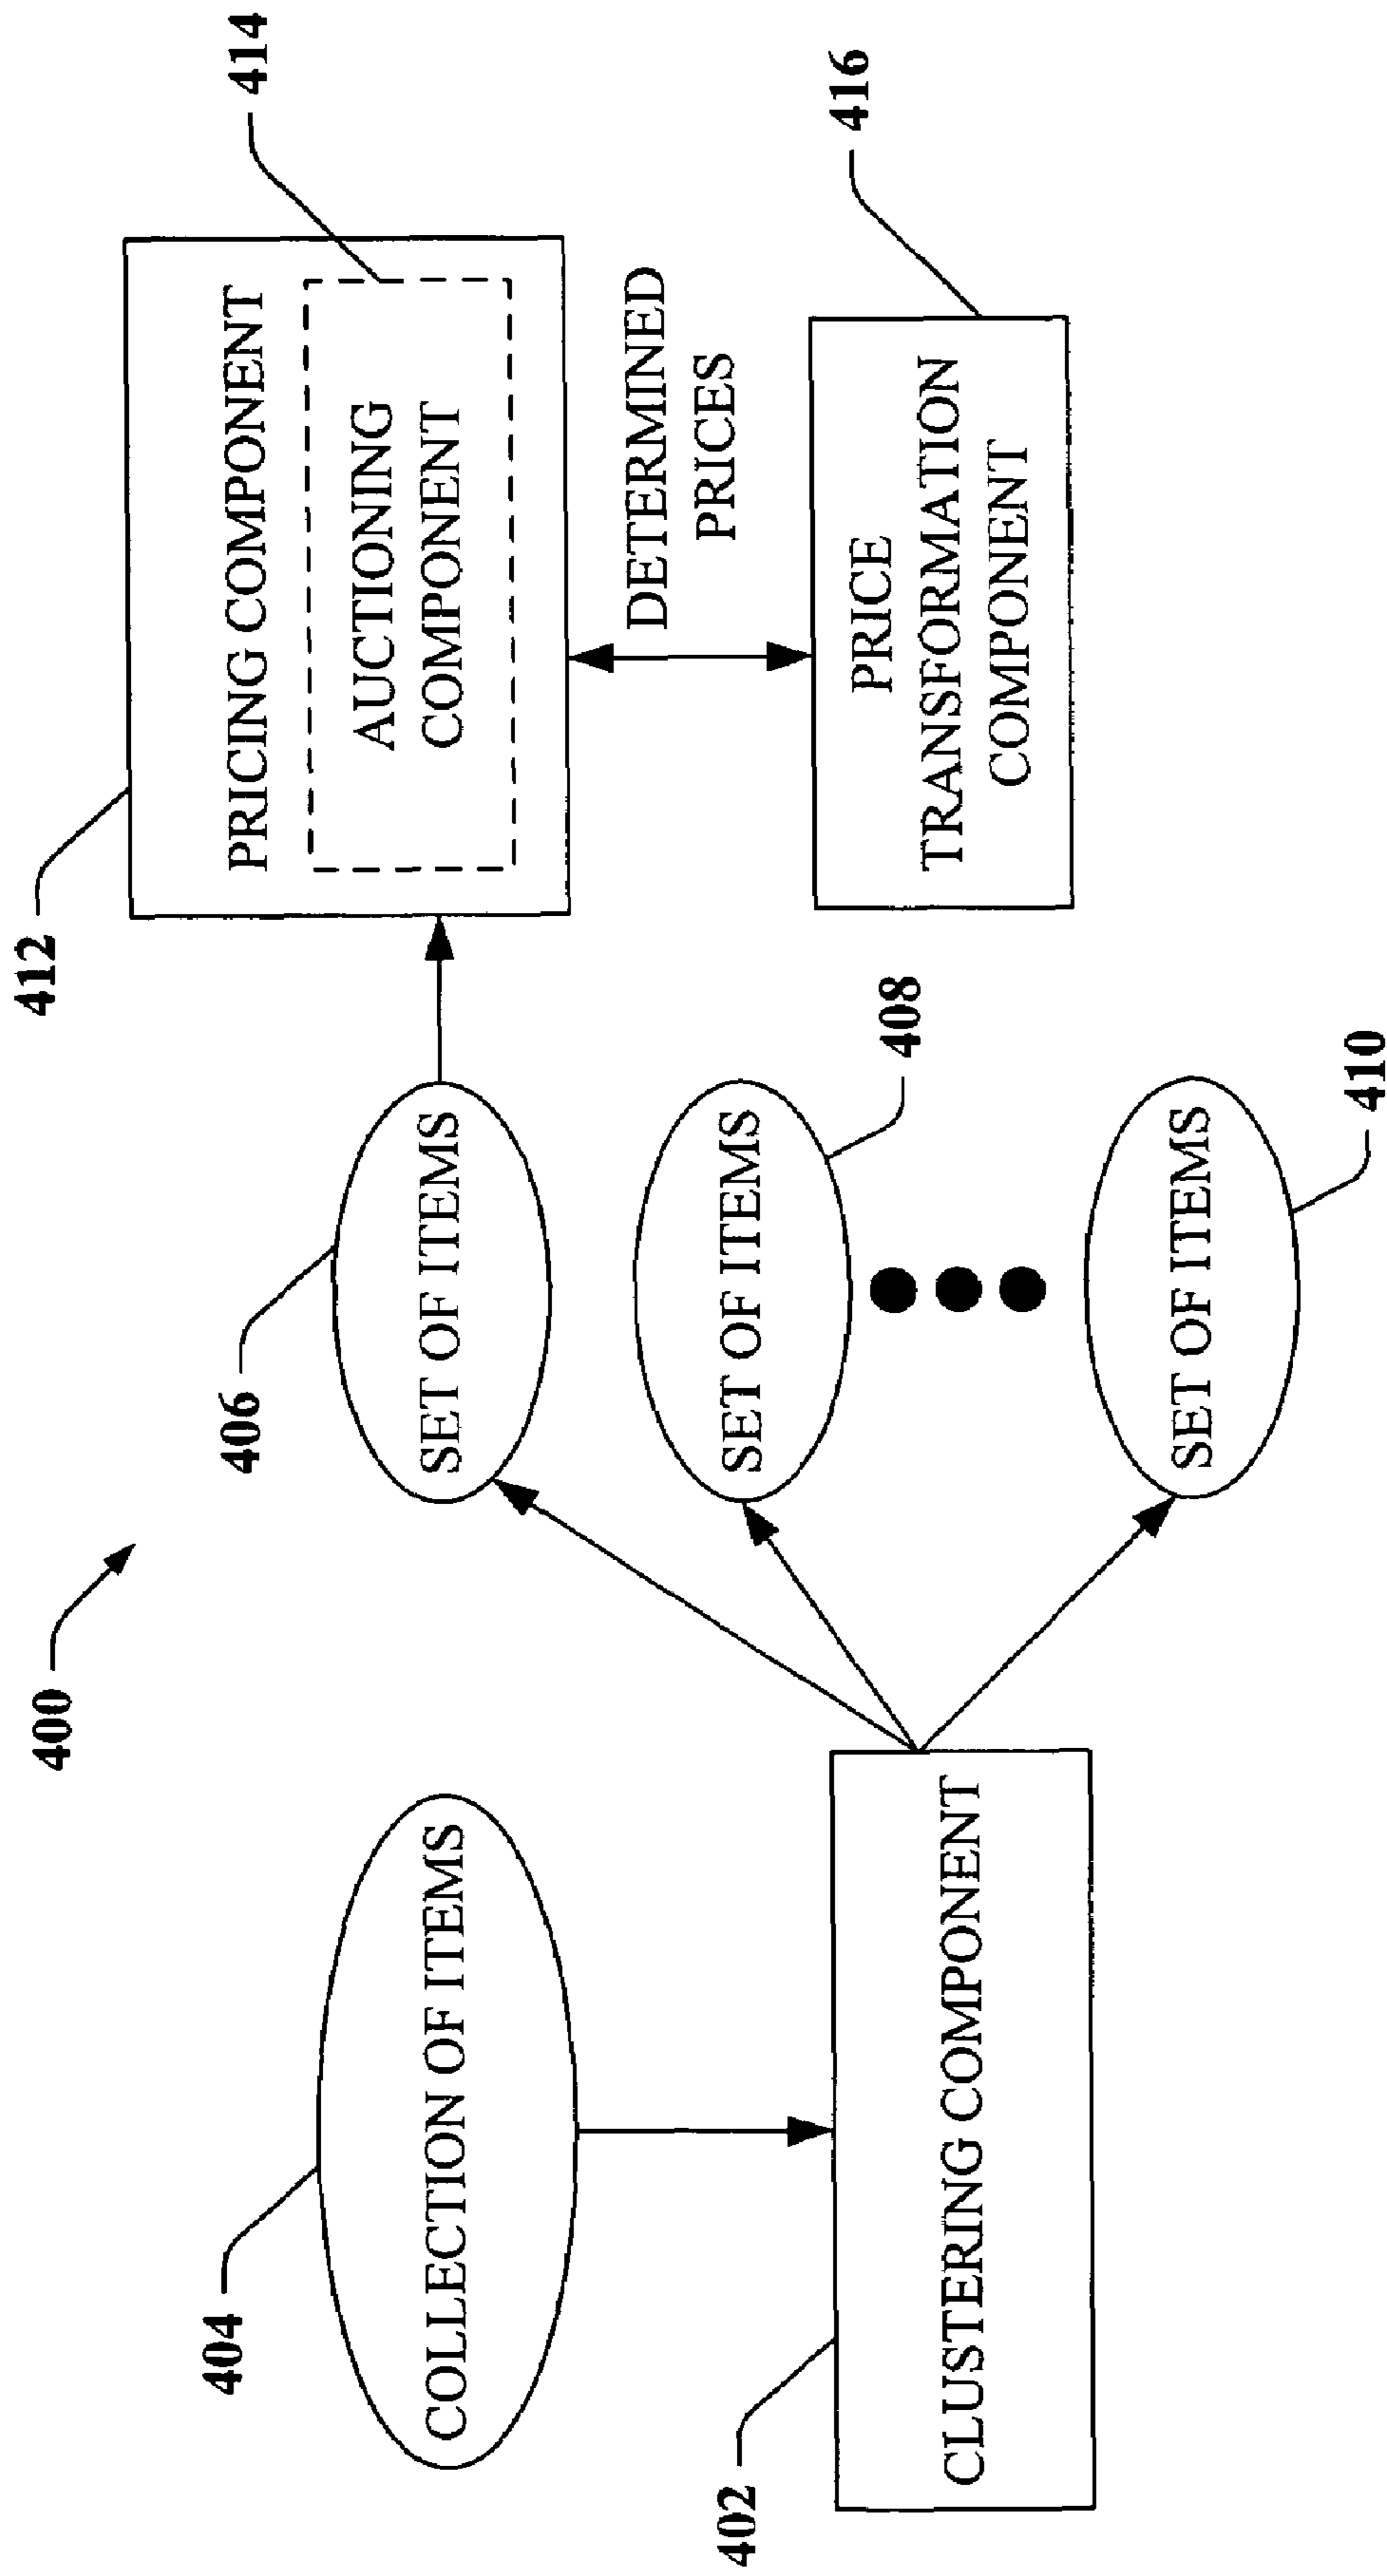 400
404
COLLECTION OF ITEMS
402
CLUSTERING COMPONENT
406
SET OF ITEMS
SET OF ITEMS
408
SET OF ITEMS
410
412
PRICING COMPONENT
AUCTIONING
COMPONENT
414
DETERMINED
PRICES
PRICE
TRANSFORMATION
COMPONENT
416